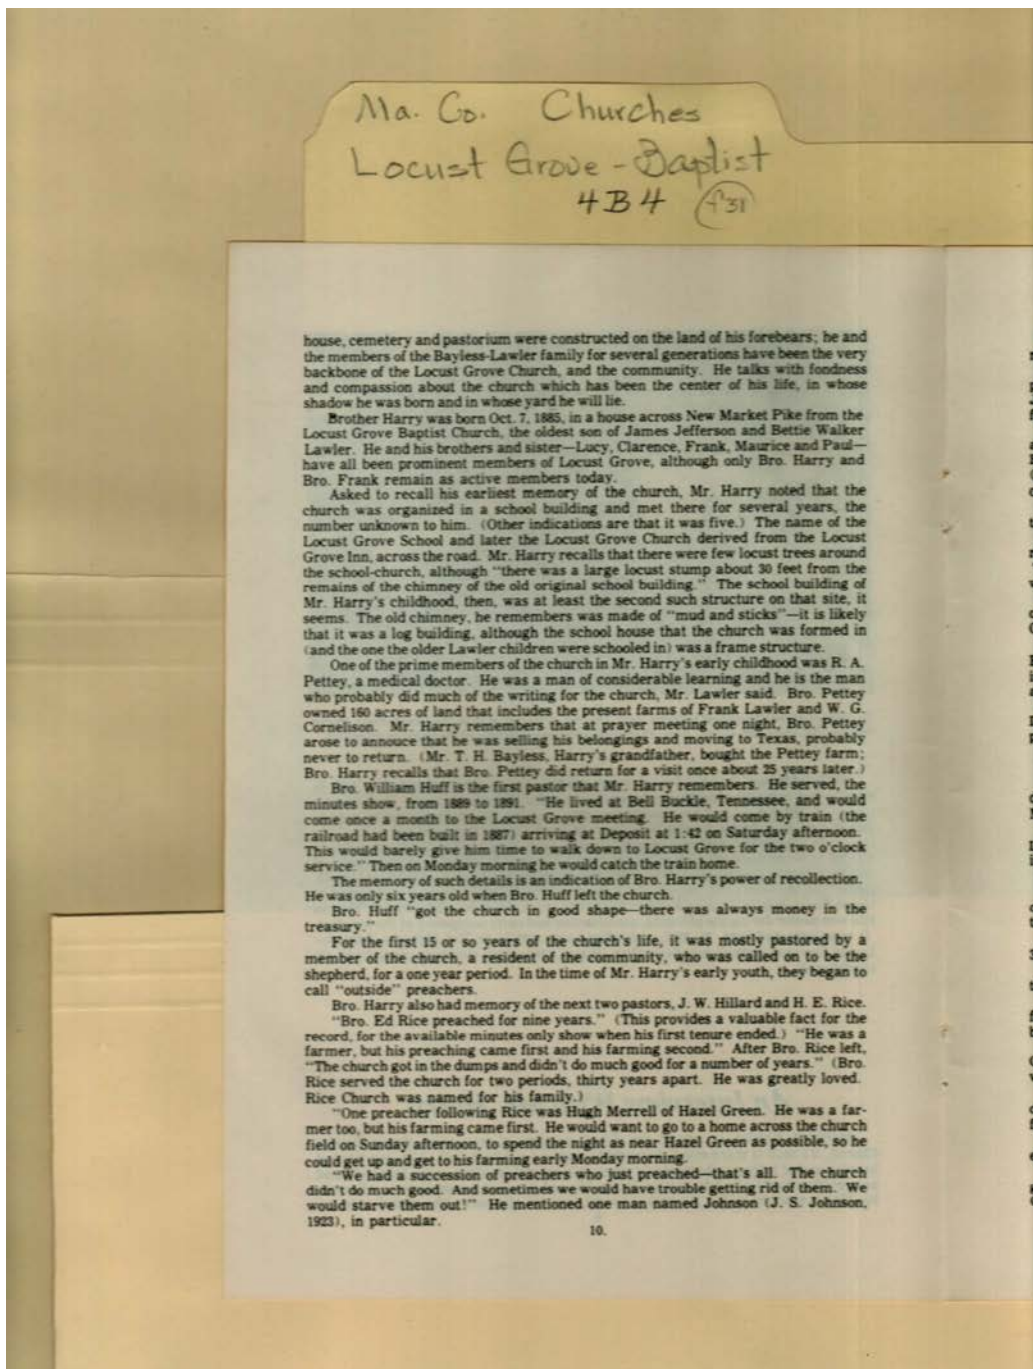 Ma. Co. Churches
Locust Grove - Baptist
4B4 f31
house, cemetery and pastorium were constructed on the land of his forebears; he and
the members of the Bayless-Lawler family for several generations have been the very
backbone of the Locust Grove Church, and the community. He talks with fondness
and compassion about the church which has been the center of his life, in whose
shadow he was born and in whose yard he will lie.
Brother Harry was born Oct. 7, 1885, in a house across New Market Pike from the
Locust Grove Baptist Church, the oldest son of James Jefferson and Bettie Walker
Lawler. He and his brothers and sister—Lucy, Clarence, Frank, Maurice and Paul—
have all been prominent members of Locust Grove, although only Bro. Harry and
Bro. Frank remain as active members today.
Asked to recall his earliest memory of the church, Mr. Harry noted that the
church was organized in a school building and met there for several years, the
number unknown to him. (Other indications are that it was five.) The name of the
Locust Grove School and later the Locust Grove Church derived from the Locust
Grove Inn, across the road. Mr. Harry recalls that there were few locust trees around
the school-church, although "there was a large locust stump about 30 feet from the
remains of the chimney of the old original school building." The school building of
Mr. Harry's childhood, then, was at least the second such structure on that site, it
seems. The old chimney, he remembers was made of "mud and sticks"—it is likely
that it was a log building, although the school house that the church was formed in
(and the one the older Lawler children were schooled in) was a frame structure.
One of the prime members of the church in Mr. Harry's early childhood was R. A.
Pettey, a medical doctor. He was a man of considerable learning and he is the man
who probably did much of the writing for the church, Mr. Lawler said. Bro. Pettey
owned 160 acres of land that includes the present farms of Frank Lawler and W. G.
Cornelison. Mr. Harry remembers that at prayer meeting one night, Bro. Pettey
arose to annouce that he was selling his belongings and moving to Texas, probably
never to return. (Mr. T. H. Bayless, Harry's grandfather, bought the Pettey farm;
Bro. Harry recalls that Bro. Pettey did return for a visit once about 25 years later.)
Bro. William Huff is the first pastor that Mr. Harry remembers. He served, the
minutes show, from 1889 to 1891. "He lived at Bell Buckle, Tennessee, and would
come once a month to the Locust Grove meeting. He would come by train (the
railroad had been built in 1887) arriving at Deposit at 1:42 on Saturday afternoon.
This would barely give him time to walk down to Locust Grove for the two o'clock
service." Then on Monday morning he would catch the train home.
The memory of such details is an indication of Bro. Harry's power of recollection.
He was only six years old when Bro. Huff left the church.
Bro. Huff "got the church in good shape—there was always money in the
treasury."
For the first 15 or so years of the church's life, it was mostly pastored by a
member of the church, a resident of the community, who was called on to be the
shepherd, for a one year period. In the time of Mr. Harry's early youth, they began to
call "outside" preachers.
Bro. Harry also had memory of the next two pastors, J. W. Hillard and H. E. Rice.
"Bro. Ed Rice preached for nine years." (This provides a valuable fact for the
record, for the available minutes only show when his first tenure ended.) "He was a
farmer, but his preaching came first and his farming second." After Bro. Rice left,
"The church got in the dumps and didn't do much good for a number of years." (Bro.
Rice served the church for two periods, thirty years apart. He was greatly loved.
Rice Church was named for his family.)
"One preacher following Rice was Hugh Merrell of Hazel Green. He was a far-
mer too, but his farming came first. He would want to go to a home across the church
field on Sunday afternoon, to spend the night as near Hazel Green as possible, so he
could get up and get to his farming early Monday morning.
"We had a succession of preachers who just preached—that's all. The church
didn't do much good. And sometimes we would have trouble getting rid of them. We
would starve them out!" He mentioned one man named Johnson (J. S. Johnson,
1923), in particular.
10.